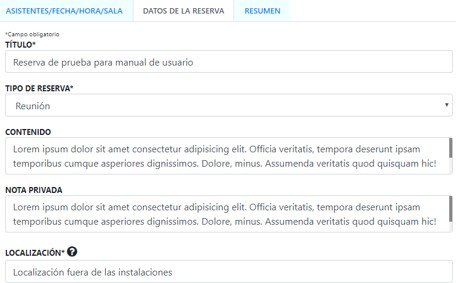 ASISTENTES/FECHA/HORA/SALA DATOS DE LA RESERVA RESUMEN
*Campo obligatorio
TÍTULO*
Reserva de prueba para manual de usuario
TIPO DE RESERVA*
Reunión
CONTENIDO
Lorem ipsum dolor sit amet consectetur adipisicing elit. Officia veritatis, tempora deserunt ipsam
temporibus cumque asperiores dignissimos. Dolore, minus. Assumenda veritatis quod quisquam hic!
NOTA PRIVADA
Lorem ipsum dolor sit amet consectetur adipisicing elit. Officia veritatis, tempora deserunt ipsam
temporibus cumque asperiores dignissimos. Dolore, minus. Assumenda veritatis quod quisquam hic!
LOCALIZACIÓN* ?
Localización fuera de las instalaciones